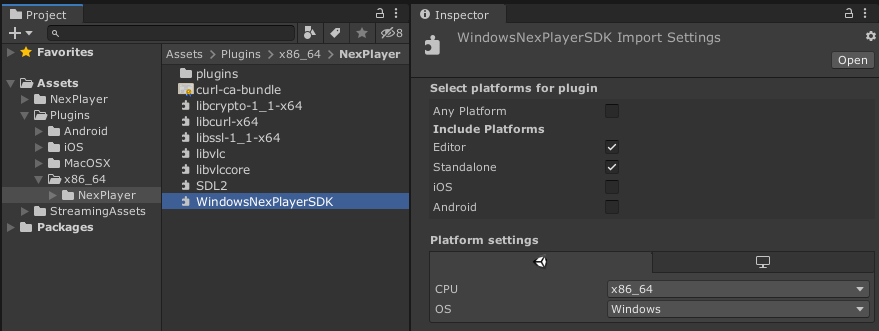 Project
8
Favorites
Assets
NexPlayer
Plugins
Android
iOS
MacOSX
x86_64
NexPlayer
StreamingAssets
Packages
Assets Plugins x86_64 NexPlayer
plugins
curl-ca-bundle
libcrypto-1_1-x64
libcurl-x64
libssl-1_1-x64
libvlc
libvlccore
SDL2
WindowsNexPlayerSDK
Inspector
WindowsNexPlayerSDK Import Settings
Open
Select platforms for plugin
Any Platform
Include Platforms
Editor
Standalone
iOS
Android
Platform settings
CPU x86_64
OS Windows